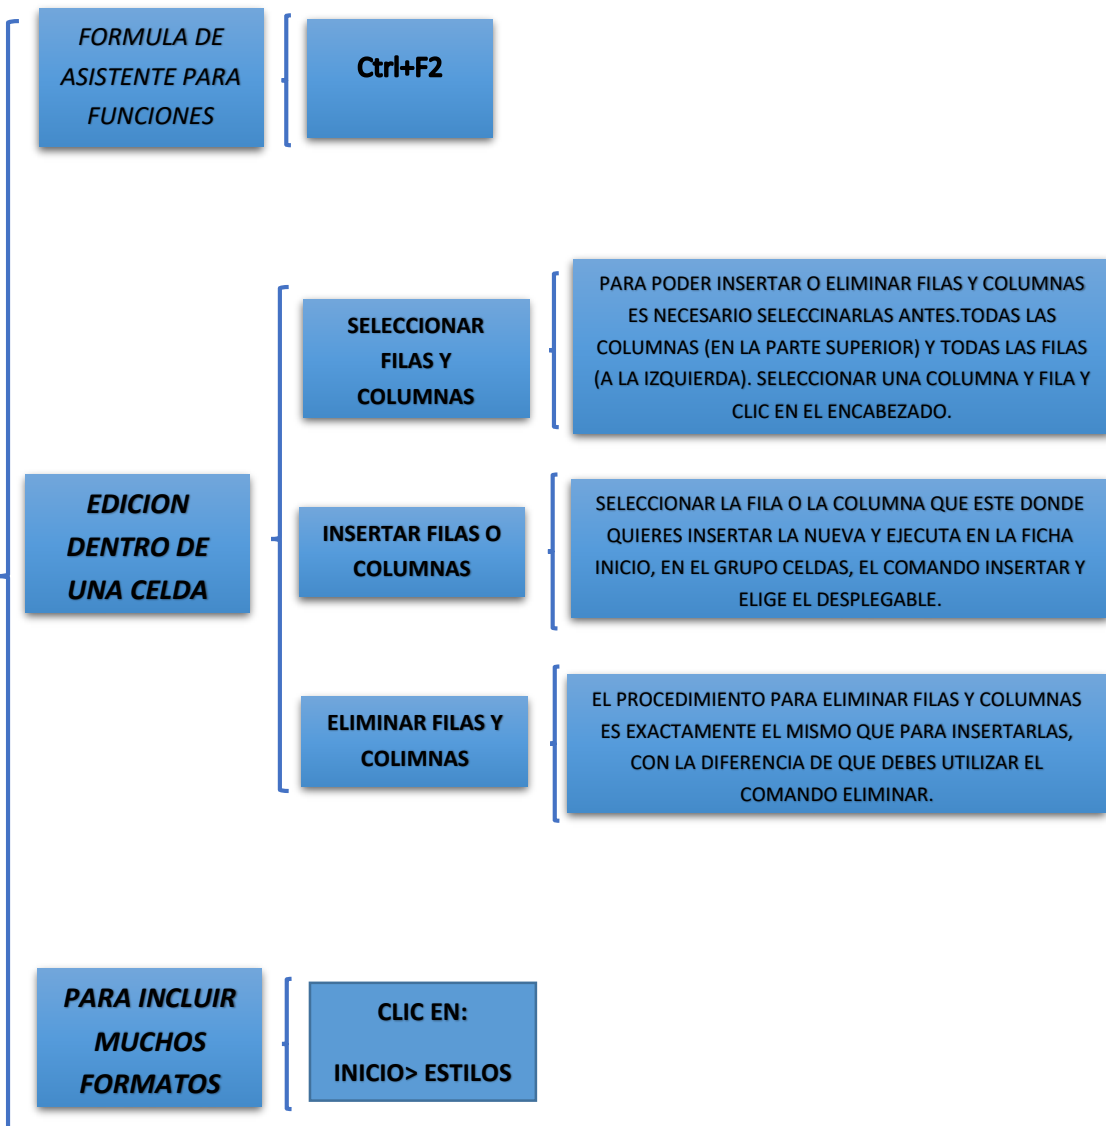 FORMULA DE
ASISTENTE PARA
FUNCIONES
Ctrl+F2
EDICION
DENTRO DE
UNA CELDA
SELECCIONAR
FILAS Y
COLUMNAS
PARA PODER INSERTAR O ELIMINAR FILAS Y COLUMNAS
ES NECESARIO SELECCINARLAS ANTES.TODAS LAS
COLUMNAS (EN LA PARTE SUPERIOR) Y TODAS LAS FILAS
(A LA IZQUIERDA). SELECCIONAR UNA COLUMNA Y FILA Y
CLIC EN EL ENCABEZADO.
INSERTAR FILAS O
COLUMNAS
SELECCIONAR LA FILA O LA COLUMNA QUE ESTE DONDE
QUIERES INSERTAR LA NUEVA Y EJECUTA EN LA FICHA
INICIO, EN EL GRUPO CELDAS, EL COMANDO INSERTAR Y
ELIGE EL DESPLEGABLE.
ELIMINAR FILAS Y
COLIMNAS
EL PROCEDIMIENTO PARA ELIMINAR FILAS Y COLUMNAS
ES EXACTAMENTE EL MISMO QUE PARA INSERTARLAS,
CON LA DIFERENCIA DE QUE DEBES UTILIZAR EL
COMANDO ELIMINAR.
PARA INCLUIR
MUCHOS
FORMATOS
CLIC EN:
INICIO> ESTILOS